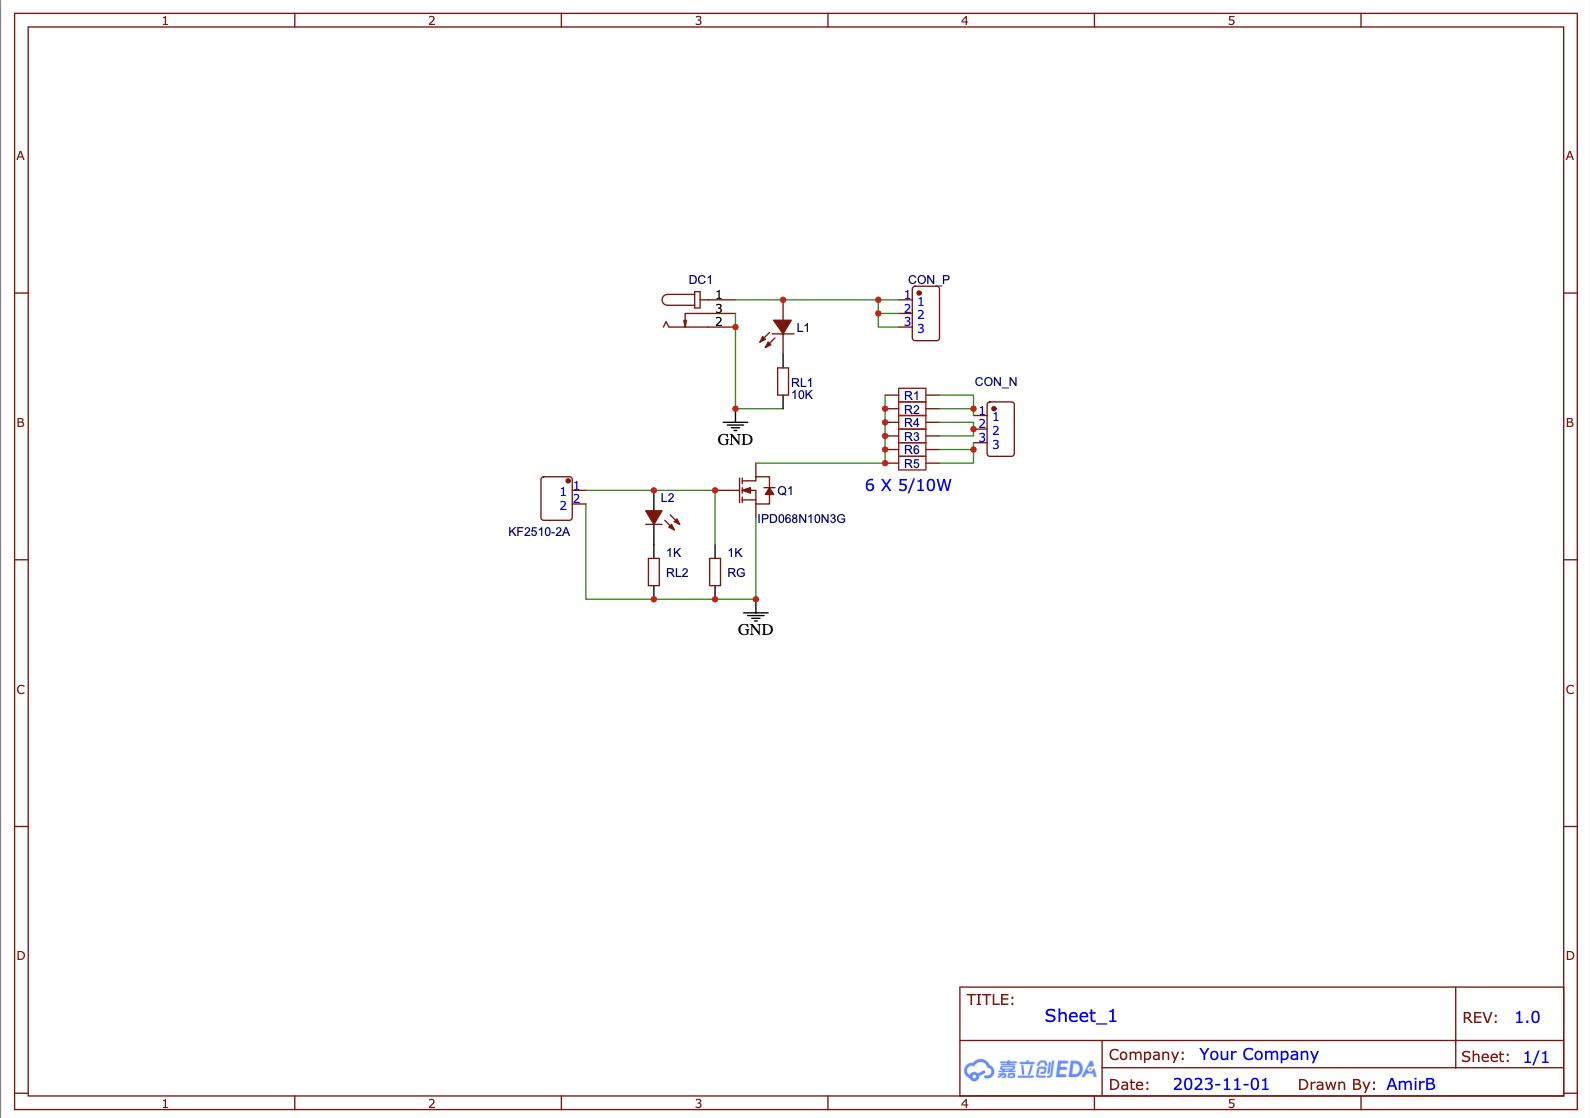 1 2 3 4 5
A A
DC1
CON_P
1
3
2
L1
1 1
2 2
3 3
RL1
10K
GND
CON_N
R1
R2
R4
R3
R6
R5
1 1
2 2
3 3
B B
6 X 5/10W
1 1
2 2
KF2510-2A
L2
Q1
IPD068N10N3G
1K
RL2
1K
RG
GND
C C
D D
TITLE:
Sheet_1
REV: 1.0
嘉立创EDA
Company: Your Company
Sheet: 1/1
Date: 2023-11-01 Drawn By: AmirB
1 2 3 4 5